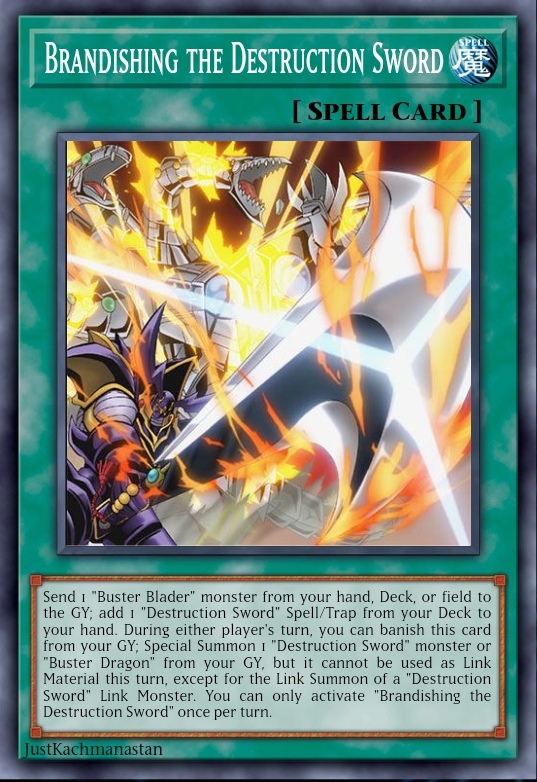 Brandishing the Destruction Sword
SPELL
魔
[ Spell Card ]
Send 1 "Buster Blader" monster from your hand, Deck, or field to
the GY; add 1 "Destruction Sword" Spell/Trap from your Deck to
your hand. During either player's turn, you can banish this card
from your GY; Special Summon 1 "Destruction Sword" monster or
"Buster Dragon" from your GY, but it cannot be used as Link
Material this turn, except for the Link Summon of a "Destruction
Sword" Link Monster. You can only activate "Brandishing the
Destruction Sword" once per turn.
JustKachmanastan